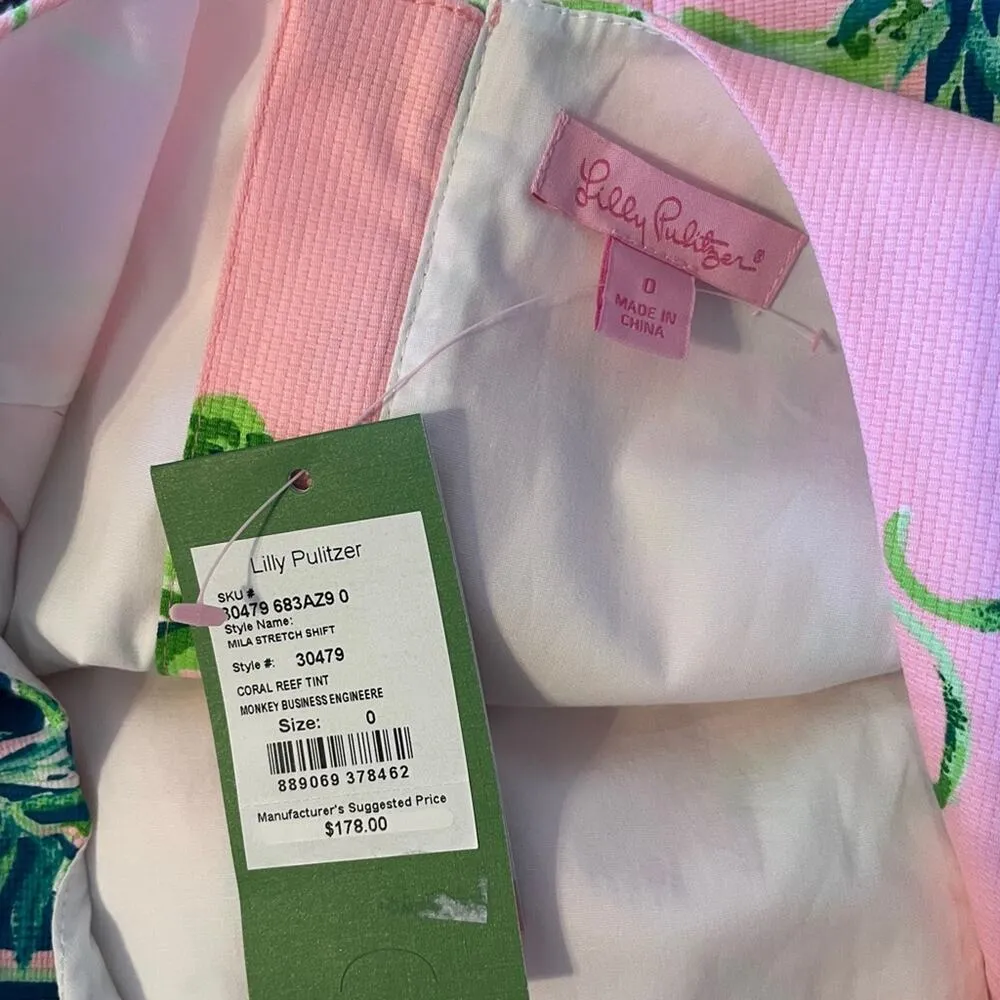 Lilly Pulitzer®
0
MADE IN
CHINA
Lilly Pulitzer
SKU #
30479 683AZ9 0
Style Name:
MILA STRETCH SHIFT
Style #: 30479
CORAL REEF TINT
MONKEY BUSINESS ENGINEERE
Size: 0
889069 378462
Manufacturer's Suggested Price
$178.00